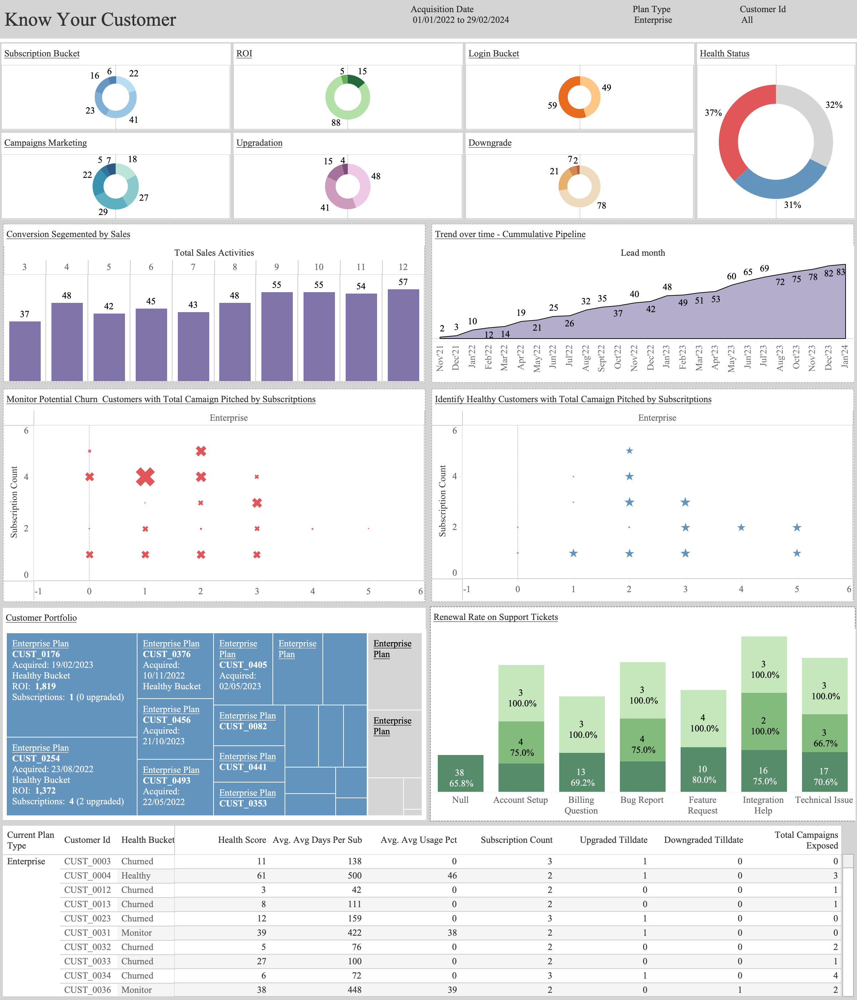 Know Your Customer
Acquisition Date
01/01/2022 to 29/02/2024
Plan Type
Enterprise
Customer Id
All
Subscription Bucket
16 6 22
23 41
ROI
5 15
88
Login Bucket
49
59
Health Status
37% 32%
31%
Campaigns Marketing
5 7 18
22
27
29
Upgradation
15 4
48
41
Downgrade
7 2
21
78
Conversion Segemented by Sales
Total Sales Activities
3 4 5 6 7 8 9 10 11 12
37 48 42 45 43 48 55 55 54 57
Trend over time - Cummulative Pipeline
Lead month
2 3 10 12 14 19 21 25 26 32 35 37 40 42 48 49 51 53 60 65 69 72 75 78 82 83
Nov'21 Dec'21 Jan'22 Feb'22 Mar'22 Apr'22 May'22 Jun'22 Jul'22 Aug'22 Sept'22 Oct'22 Nov'22 Dec'22 Jan'23 Feb'23 Mar'23 Apr'23 May'23 Jun'23 Jul'23 Aug'23 Oct'23 Nov'23 Dec'23 Jan'24
Monitor Potential Churn  Customers with Total Camaign Pitched by Subscritptions
Enterprise
Subscription Count
6
4
2
0
-1 0 1 2 3 4 5 6
Identify Healthy Customers with Total Camaign Pitched by Subscritptions
Enterprise
Subscription Count
6
4
2
0
-1 0 1 2 3 4 5 6
Customer Portfolio
Enterprise Plan
CUST_0176
Acquired: 19/02/2023
Healthy Bucket
ROI: 1,819
Subscriptions: 1 (0 upgraded)
Enterprise Plan
CUST_0254
Acquired: 23/08/2022
Healthy Bucket
ROI: 1,372
Subscriptions: 4 (2 upgraded)
Enterprise Plan
CUST_0376
Acquired:
10/11/2022
Healthy Bucket
Enterprise Plan
CUST_0456
Acquired:
21/10/2023
Enterprise Plan
CUST_0493
Acquired:
22/05/2022
Enterprise
Plan
CUST_0405
Acquired:
02/05/2023
Enterprise Plan
CUST_0082
Enterprise Plan
CUST_0441
Enterprise Plan
CUST_0353
Enterprise
Plan
Enterprise
Plan
Enterprise
Plan
Renewal Rate on Support Tickets
38
65.8%
Null
3
100.0%
4
75.0%
Account Setup
3
100.0%
13
69.2%
Billing
Question
3
100.0%
4
75.0%
Bug Report
4
100.0%
10
80.0%
Feature
Request
3
100.0%
2
100.0%
16
75.0%
Integration
Help
3
100.0%
3
66.7%
17
70.6%
Technical Issue
Current Plan
Type
Customer Id Health Bucket Health Score Avg. Avg Days Per Sub Avg. Avg Usage Pct Subscription Count Upgraded Tilldate Downgraded Tilldate Total Campaigns
Exposed
Enterprise CUST_0003 Churned 11 138 0 3 1 0 0
CUST_0004 Healthy 61 500 46 2 1 0 3
CUST_0012 Churned 3 42 0 2 0 0 1
CUST_0013 Churned 8 111 0 2 0 0 1
CUST_0023 Churned 12 159 0 3 1 0 0
CUST_0031 Monitor 39 422 38 2 1 0 0
CUST_0032 Churned 5 76 0 2 0 0 2
CUST_0033 Churned 27 100 0 2 0 0 1
CUST_0034 Churned 6 72 0 3 1 0 4
CUST_0036 Monitor 38 448 39 2 0 1 2